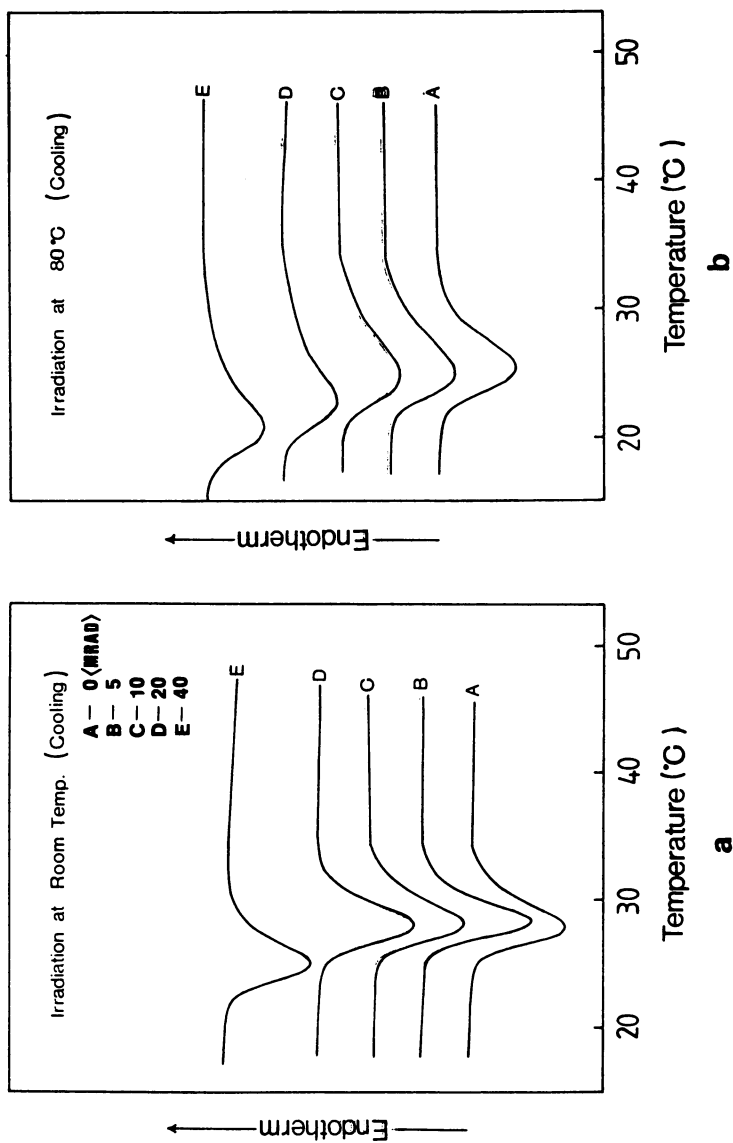 Irradiation at Room Temp. (Cooling)
A — 0 (MRAD)
B — 5
C — 10
D — 20
E — 40
E
D
C
B
A
Endotherm
20 30 40 50
Temperature (℃)
a
Irradiation at 80℃ (Cooling)
E
D
C
B
A
Endotherm
20 30 40 50
Temperature (℃)
b